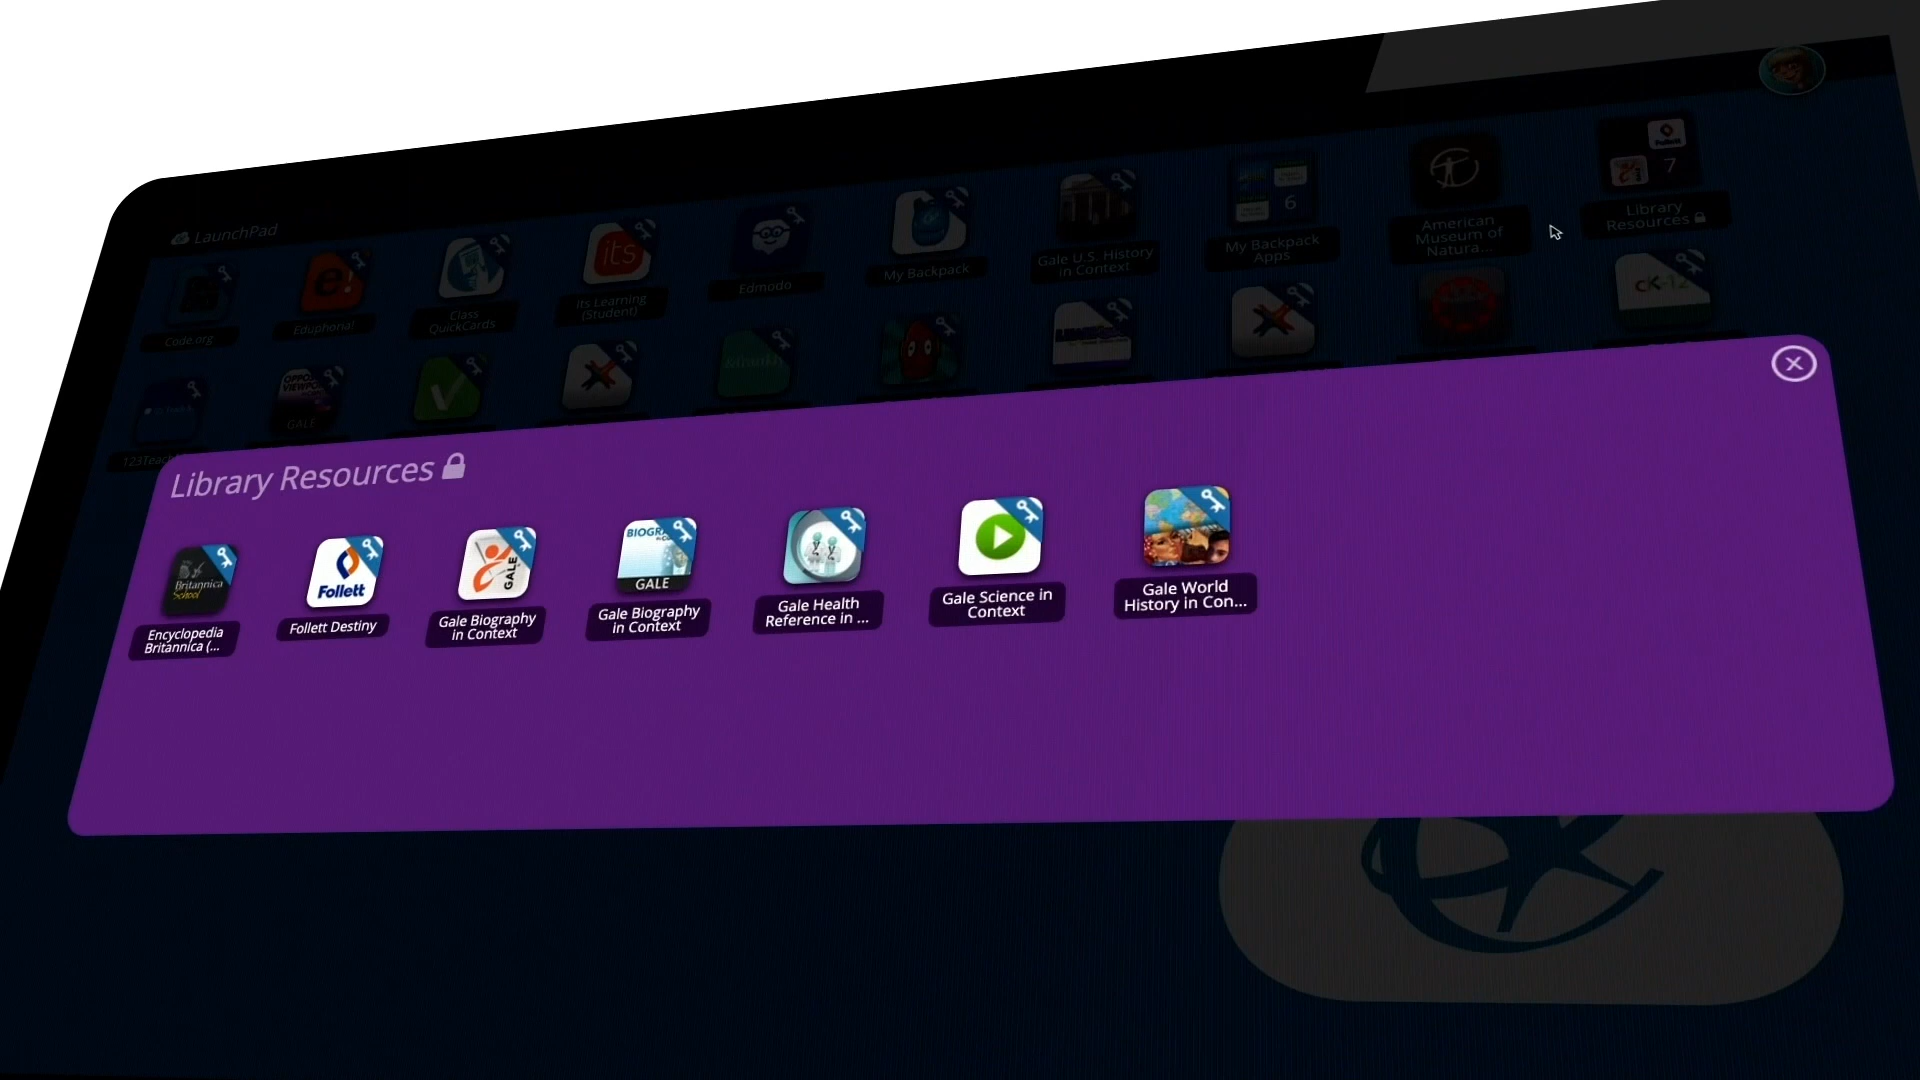 LaunchPad
7
Library
Resources
American
Museum of
Natura...
6
My Backpack
Apps
Gale U.S. History
in Context
My Backpack
Edmodo
its
Its Learning
(Student)
Class
QuickCards
e!
Eduphoria!
Code.org
CK-12
GALE
123Teach
Library Resources
Britannica
School
Encyclopedia
Britannica (...
Follett
Follett Destiny
GALE
Gale Biography
in Context
GALE
Gale Biography
in Context
Gale Health
Reference in ...
Gale Science in
Context
Gale World
History in Con...